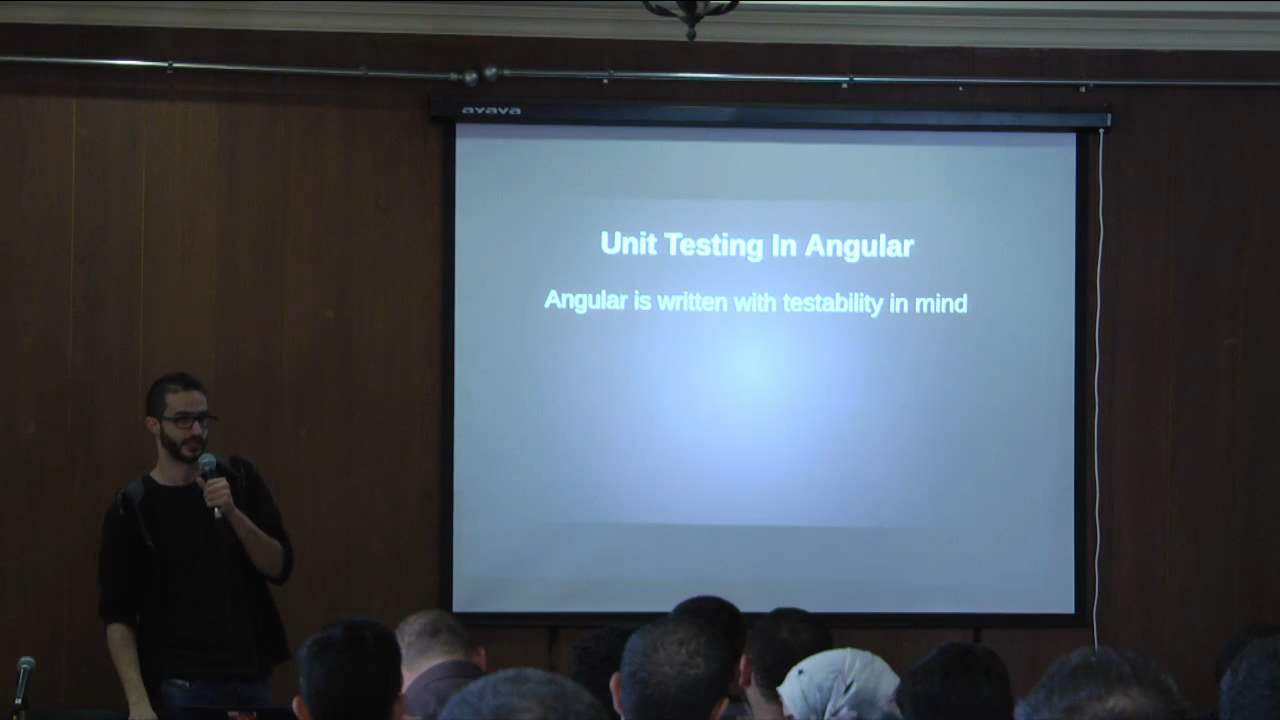 avaya
Unit Testing In Angular
Angular is written with testability in mind